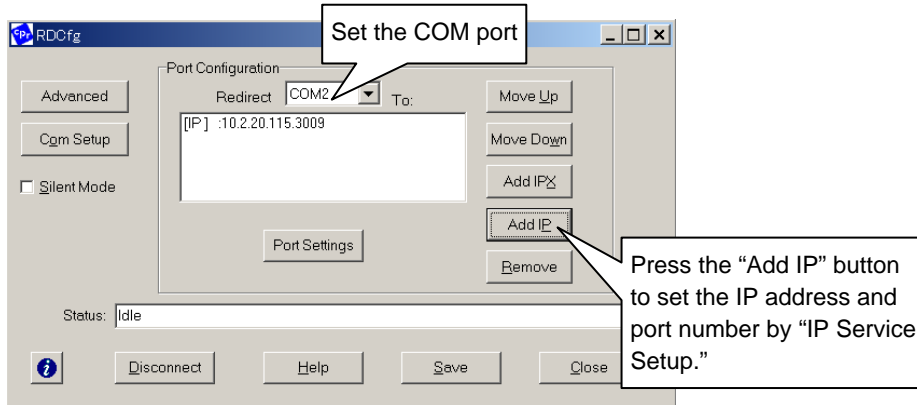 RDCfg
Set the COM port
Port Configuration
Advanced
Redirect COM2 To:
Move Up
[IP ] :10.2.20.115.3009
Com Setup
Move Down
Silent Mode
Add IPX
Add IP
Port Settings
Remove
Press the “Add IP” button
to set the IP address and
port number by “IP Service
Setup.”
Status: Idle
Disconnect
Help
Save
Close